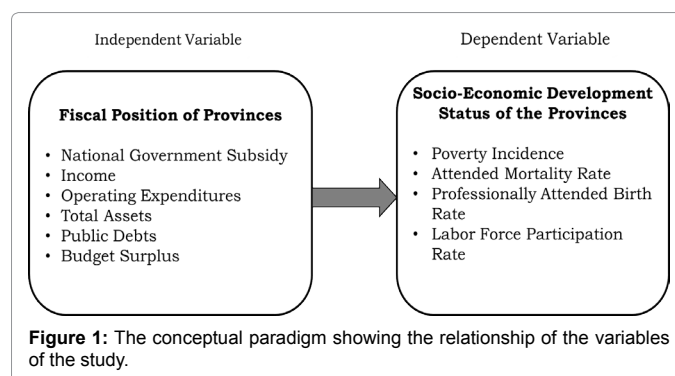 Independent Variable
Fiscal Position of Provinces
• National Government Subsidy
• Income
• Operating Expenditures
• Total Assets
• Public Debts
• Budget Surplus
Dependent Variable
Socio-Economic Development
Status of the Provinces
• Poverty Incidence
• Attended Mortality Rate
• Professionally Attended Birth
Rate
• Labor Force Participation
Rate
Figure 1: The conceptual paradigm showing the relationship of the variables
of the study.